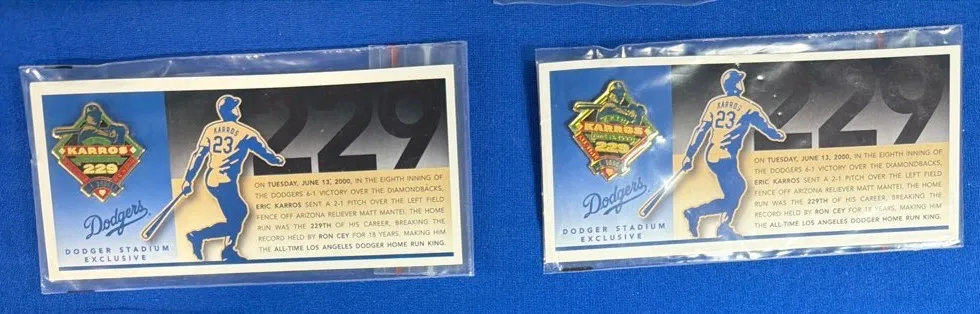 KARROS
229
229
KARROS
23
ON TUESDAY, JUNE 13, 2000, IN THE EIGHTH INNING OF
THE DODGERS 6-1 VICTORY OVER THE DIAMONDBACKS,
ERIC KARROS SENT A 2-1 PITCH OVER THE LEFT FIELD
FENCE OFF ARIZONA RELIEVER MATT MANTEI. THE HOME
RUN WAS THE 229TH OF HIS CAREER, BREAKING THE
RECORD HELD BY RON CEY FOR 18 YEARS, MAKING HIM
THE ALL-TIME LOS ANGELES DODGER HOME RUN KING.
Dodgers
DODGER STADIUM
EXCLUSIVE
KARROS
229
229
KARROS
23
ON TUESDAY, JUNE 13, 2000, IN THE EIGHTH INNING OF
THE DODGERS 6-1 VICTORY OVER THE DIAMONDBACKS,
ERIC KARROS SENT A 2-1 PITCH OVER THE LEFT FIELD
FENCE OFF ARIZONA RELIEVER MATT MANTEI. THE HOME
RUN WAS THE 229TH OF HIS CAREER, BREAKING THE
RECORD HELD BY RON CEY FOR 18 YEARS, MAKING HIM
THE ALL-TIME LOS ANGELES DODGER HOME RUN KING.
Dodgers
DODGER STADIUM
EXCLUSIVE